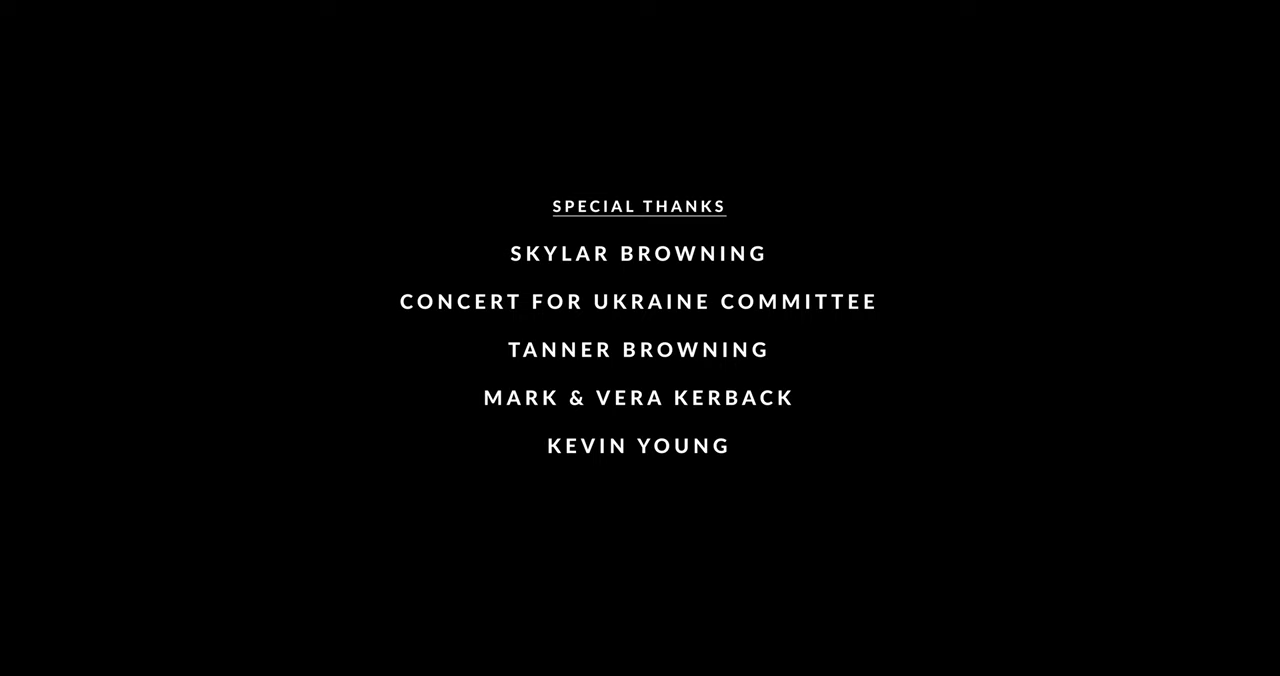 SPECIAL THANKS
SKYLAR BROWNING
CONCERT FOR UKRAINE COMMITTEE
TANNER BROWNING
MARK & VERA KERBACK
KEVIN YOUNG